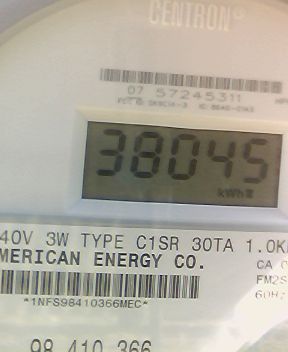 CENTRON®
07 57245311
38045
kWh
40V 3W TYPE C1SR 30TA 1.0K
MERICAN ENERGY CO.
CA
FM2S
60Hz
*1NFS98410366MEC*
98 410 366